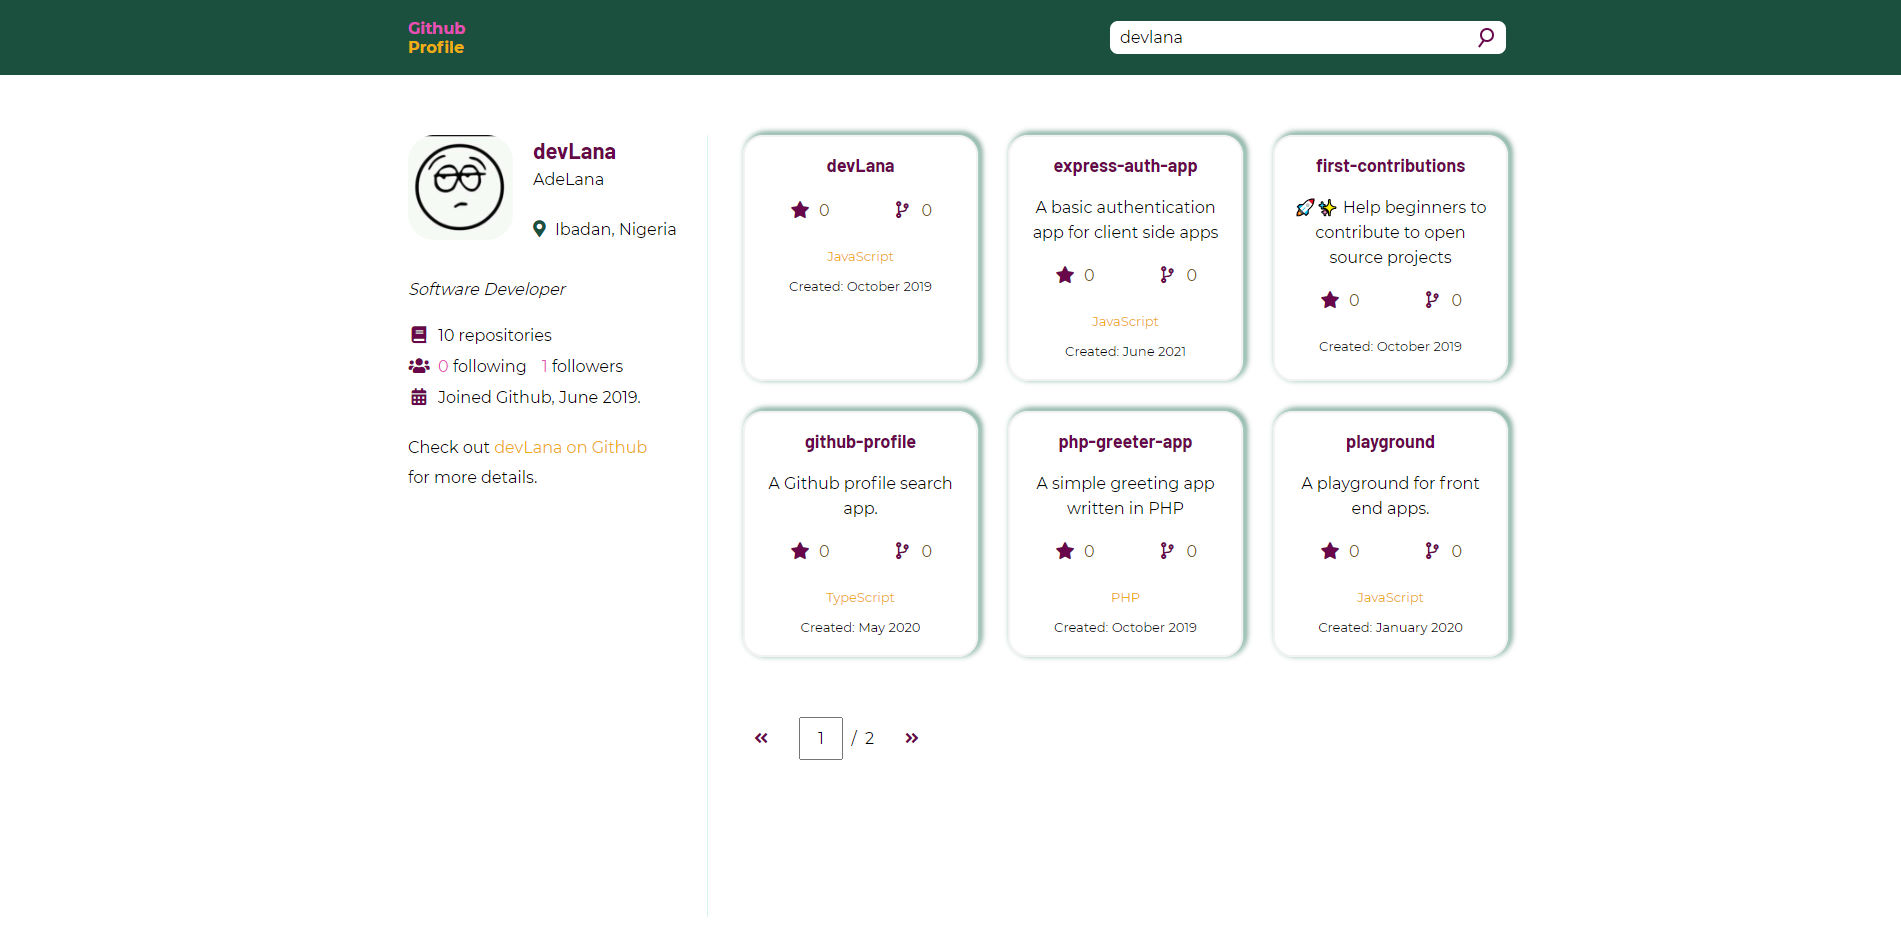 Github
Profile
devlana
devLana
AdeLana
Ibadan, Nigeria
Software Developer
10 repositories
0 following 1 followers
Joined Github, June 2019.
Check out devLana on Github
for more details.
devLana
0 0
JavaScript
Created: October 2019
express-auth-app
A basic authentication
app for client side apps
0 0
JavaScript
Created: June 2021
first-contributions
🚀✨ Help beginners to
contribute to open
source projects
0 0
Created: October 2019
github-profile
A Github profile search
app.
0 0
TypeScript
Created: May 2020
php-greeter-app
A simple greeting app
written in PHP
0 0
PHP
Created: October 2019
playground
A playground for front
end apps.
0 0
JavaScript
Created: January 2020
« 1 / 2 »